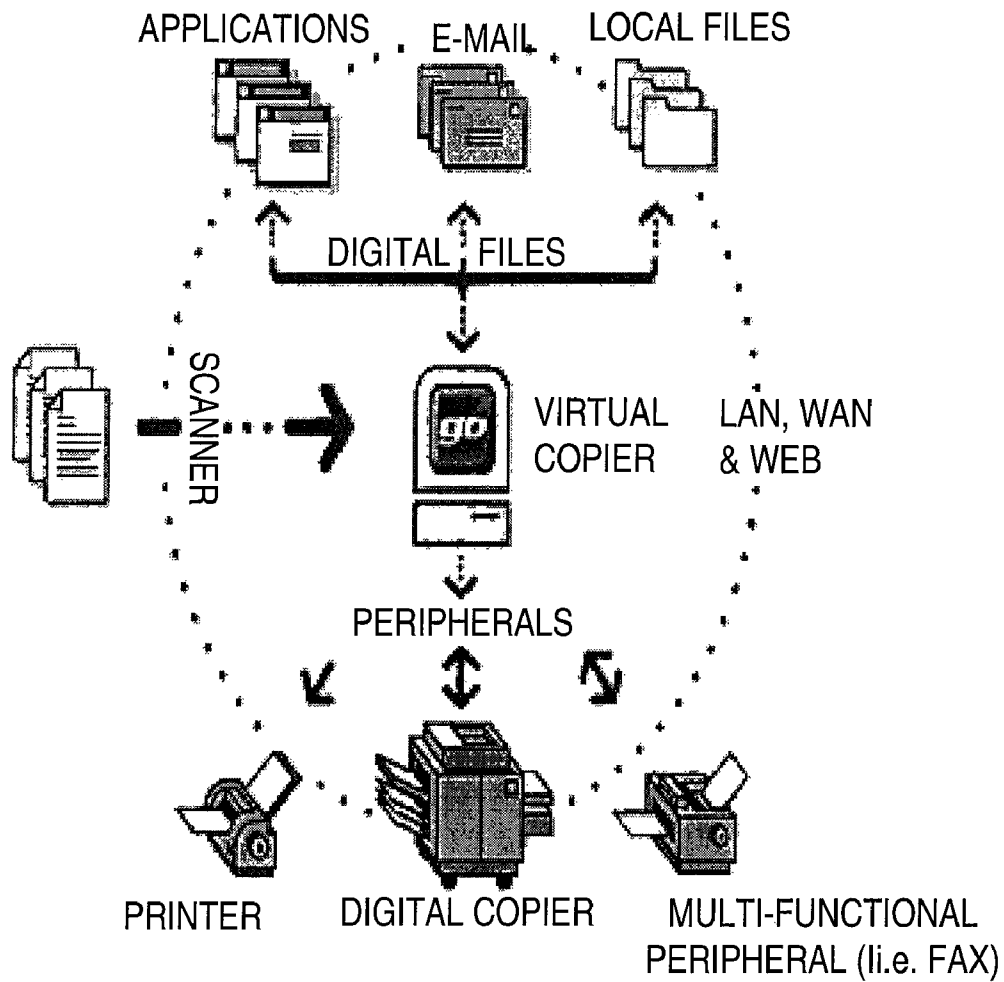 APPLICATIONS
E-MAIL
LOCAL FILES
DIGITAL FILES
SCANNER
go
VIRTUAL
COPIER
LAN, WAN
& WEB
PERIPHERALS
PRINTER
DIGITAL COPIER
MULTI-FUNCTIONAL
PERIPHERAL (Ii.e. FAX)